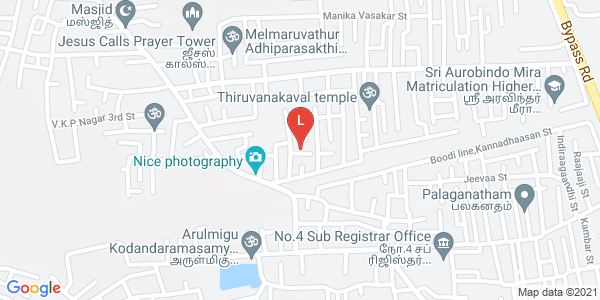 Masjid
மஸ்ஜித்
Manika Vasakar St
Bypass Rd
Melmaruvathur
Adhiparasakthi...
Jesus Calls Prayer Tower
ஜீசஸ்
கால்ஸ்...
Sri Aurobindo Mira
Matriculation Higher...
ஸ்ரீ அரவிந்தர்
மீரா...
Thiruvanakaval temple
V.K.P.Nagar 3rd St
L
Boodi line,Kannadhaasan St
Nice photography
Jeevaa St
Indiraagaandhi St
Raajaaji St
Kambar St
Palaganatham
பலகனதம்
Arulmigu
Kodandaramasamy...
அருள்மிகு
No.4 Sub Registrar Office
நோ.4 சப்
ரிஜிஸ்தர்...
Google
Map data ©2021